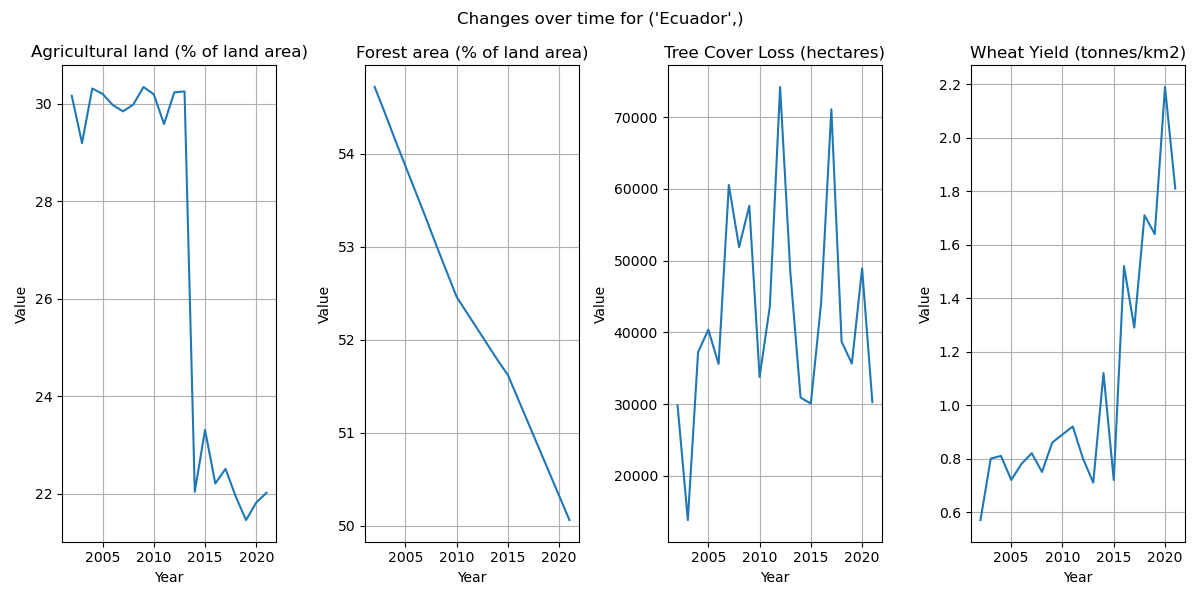 Changes over time for ('Ecuador',)
Agricultural land (% of land area)
30
28
26
24
22
Value
2005 2010 2015 2020
Year
Forest area (% of land area)
54
53
52
51
50
Value
2005 2010 2015 2020
Year
Tree Cover Loss (hectares)
70000
60000
50000
40000
30000
20000
Value
2005 2010 2015 2020
Year
Wheat Yield (tonnes/km2)
2.2
2.0
1.8
1.6
1.4
1.2
1.0
0.8
0.6
Value
2005 2010 2015 2020
Year